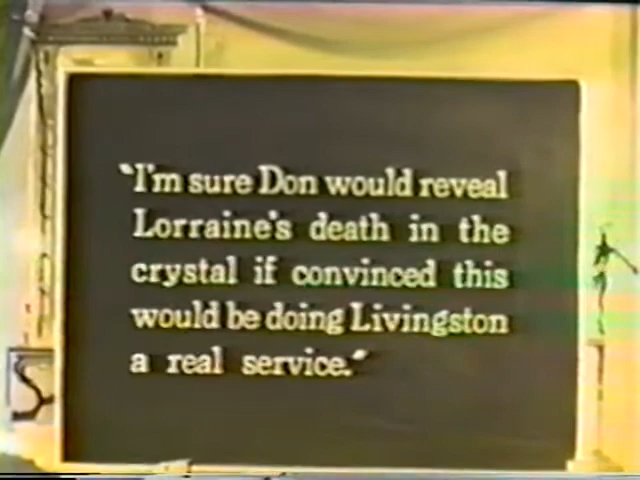 "I'm sure Don would reveal
Lorraine's death in the
crystal if convinced this
would be doing Livingston
a real service."